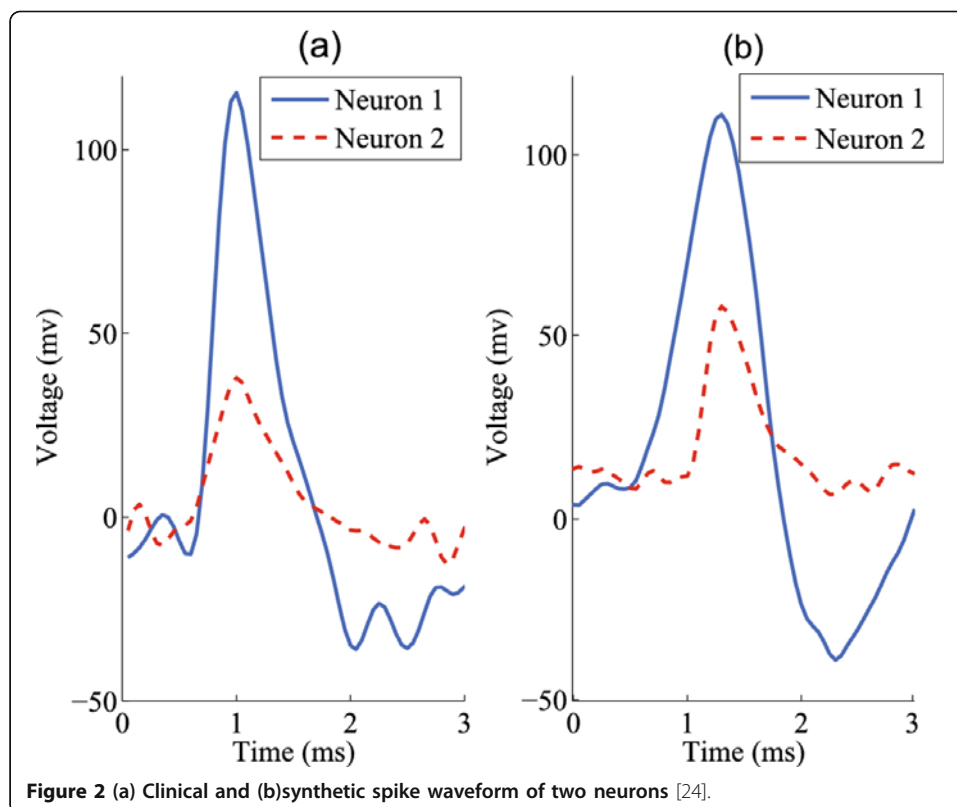 (a)
Neuron 1
Neuron 2
100
50
0
−50
Voltage (mv)
0 1 2 3
Time (ms)
(b)
Neuron 1
Neuron 2
100
50
0
−50
Voltage (mv)
0 1 2 3
Time (ms)
Figure 2 (a) Clinical and (b)synthetic spike waveform of two neurons [24].